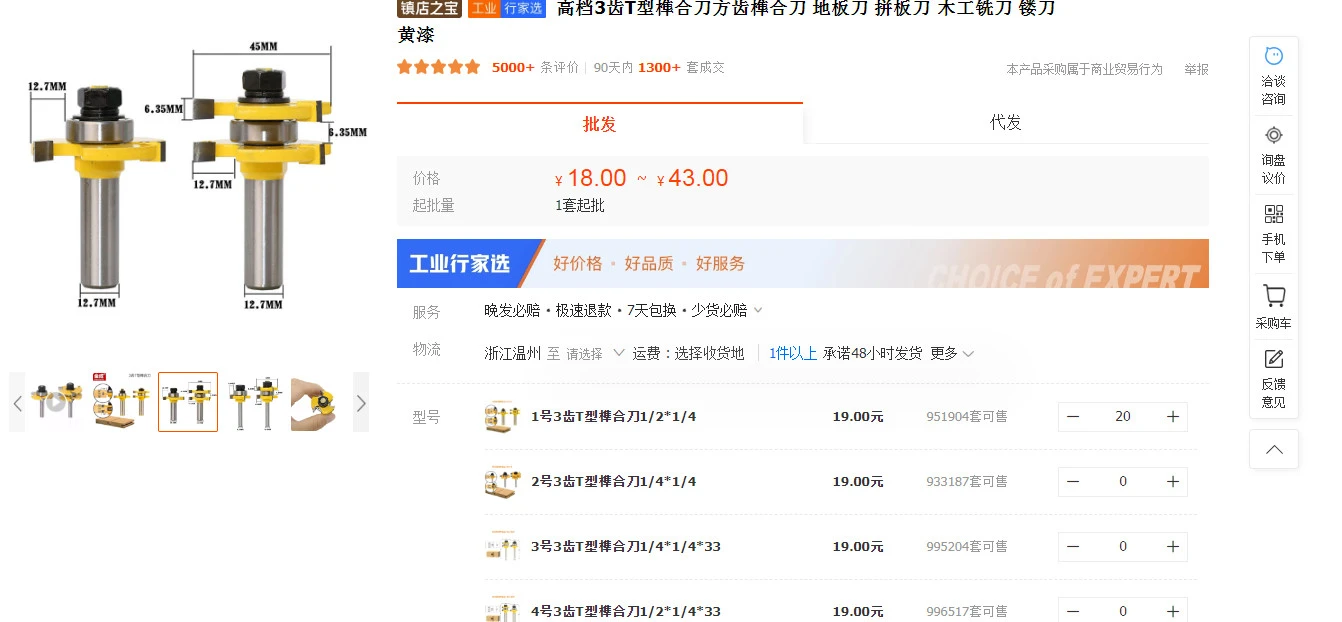 镇店之宝 工业 行家选 高档3齿T型榫合刀方齿榫合刀 地板刀 拼板刀 木工铣刀 镂刀
黄漆
5000+ 条评价 90天内 1300+ 套成交
本产品采购属于商业贸易行为 举报
45MM
12.7MM
6.35MM
6.35MM
12.7MM
12.7MM
12.7MM
批发 代发
价格 ¥ 18.00 ~ ¥ 43.00
起批量 1套起批
工业行家选 好价格 · 好品质 · 好服务
CHOICE of EXPERT
服务 晚发必赔 · 极速退款 · 7天包换 · 少货必赔
物流 浙江温州 至 请选择 运费：选择收货地 1件以上 承诺48小时发货 更多
型号 1号3齿T型榫合刀1/2*1/4 19.00元 951904套可售 − 20 +
2号3齿T型榫合刀1/4*1/4 19.00元 933187套可售 − 0 +
3号3齿T型榫合刀1/4*1/4*33 19.00元 995204套可售 − 0 +
4号3齿T型榫合刀1/2*1/4*33 19.00元 996517套可售 − 0 +
洽谈
咨询
询盘
议价
手机
下单
采购车
反馈
意见